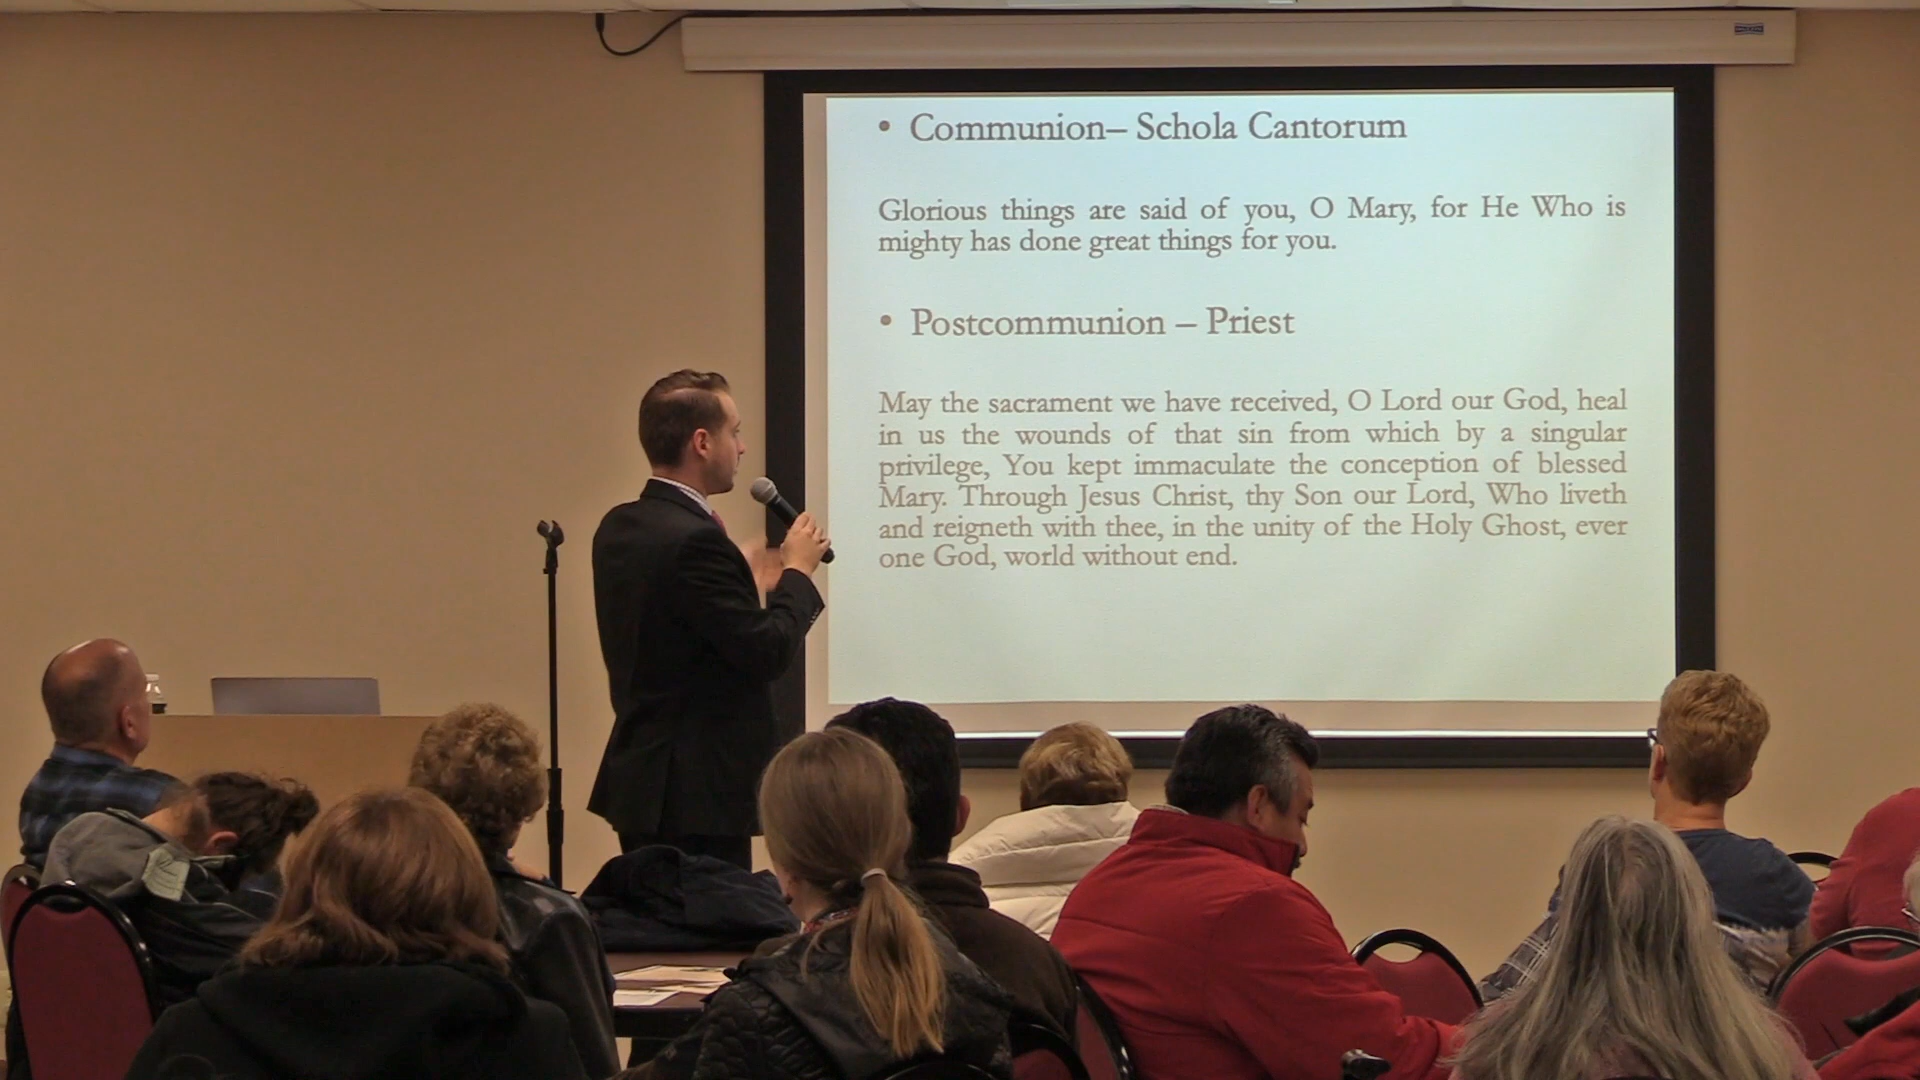 • Communion– Schola Cantorum
Glorious things are said of you, O Mary, for He Who is
mighty has done great things for you.
• Postcommunion – Priest
May the sacrament we have received, O Lord our God, heal
in us the wounds of that sin from which by a singular
privilege, You kept immaculate the conception of blessed
Mary. Through Jesus Christ, thy Son our Lord, Who liveth
and reigneth with thee, in the unity of the Holy Ghost, ever
one God, world without end.